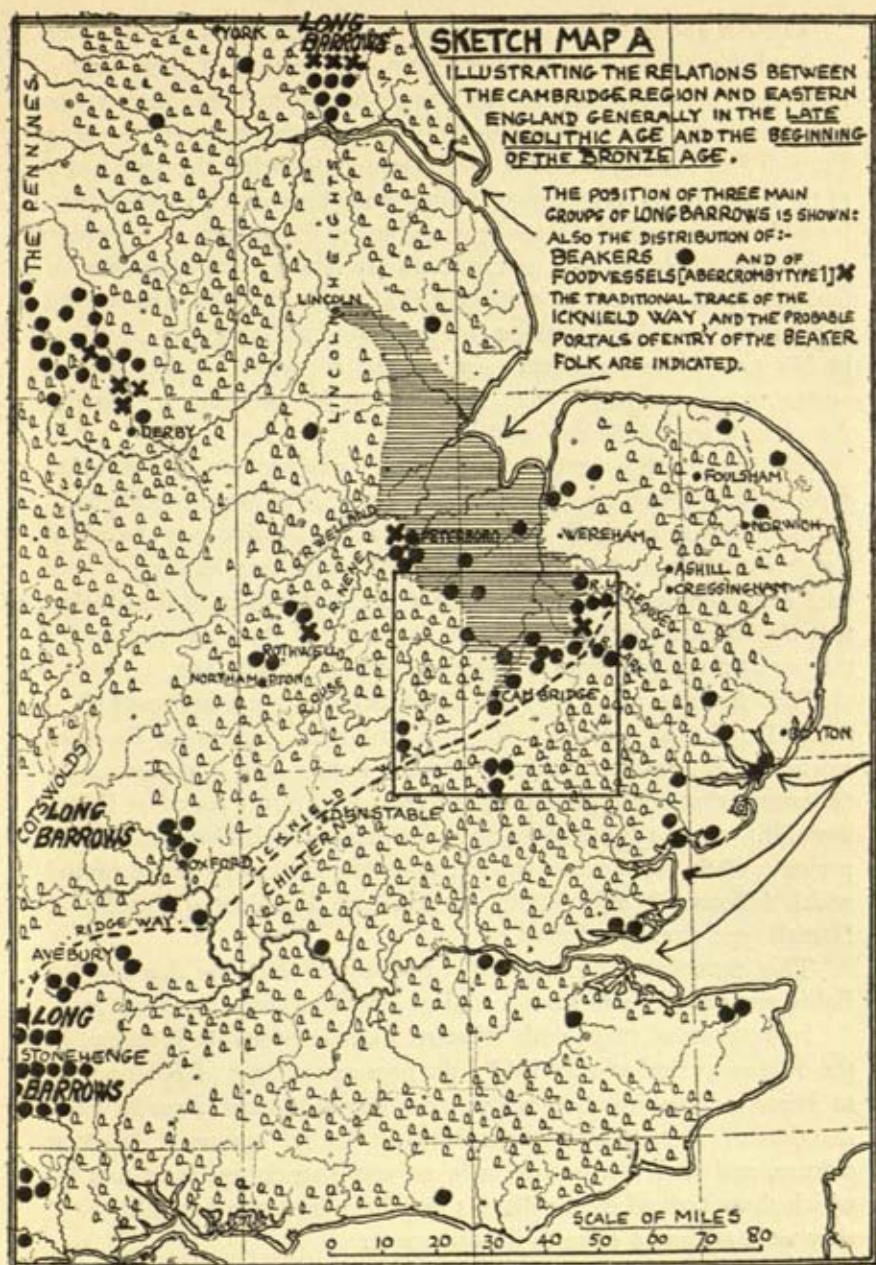 SKETCH MAP A
ILLUSTRATING THE RELATIONS BETWEEN
THE CAMBRIDGE REGION AND EASTERN
ENGLAND GENERALLY IN THE LATE
NEOLITHIC AGE AND THE BEGINNING
OF THE BRONZE AGE.
THE POSITION OF THREE MAIN
GROUPS OF LONG BARROWS IS SHOWN:
ALSO THE DISTRIBUTION OF:-
BEAKERS ● AND OF
FOODVESSELS [ABERCROMBY TYPE 1] ✖
THE TRADITIONAL TRACE OF THE
ICKNIELD WAY, AND THE PROBABLE
PORTALS OF ENTRY OF THE BEAKER
FOLK ARE INDICATED.
YORK
LONG
BARROWS
THE PENNINES
LINCOLN HEIGHTS
LINCOLN
DERBY
FOULSHAM
NORWICH
R. WELLAND
PETERBORO
WEREHAM
ASHILL
CRESSINGHAM
R. NENE
R. LITTLE OUSE
R. LARK
ROTHWELL
NORTHAMPTON
OUSE
CAMBRIDGE
BOYTON
COTSWOLDS
LONG
BARROWS
DUNSTABLE
ICKNIELD
CHILTERN
OXFORD
RIDGE WAY
AVEBURY
LONG
STONEHENGE
BARROWS
SCALE OF MILES
0 10 20 30 40 50 60 70 80